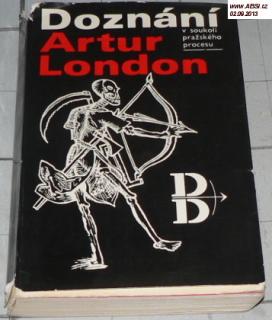 www.ABSI.cz
02.09.2013
Doznání
v soukolí
pražského
procesu
Artur
London
B